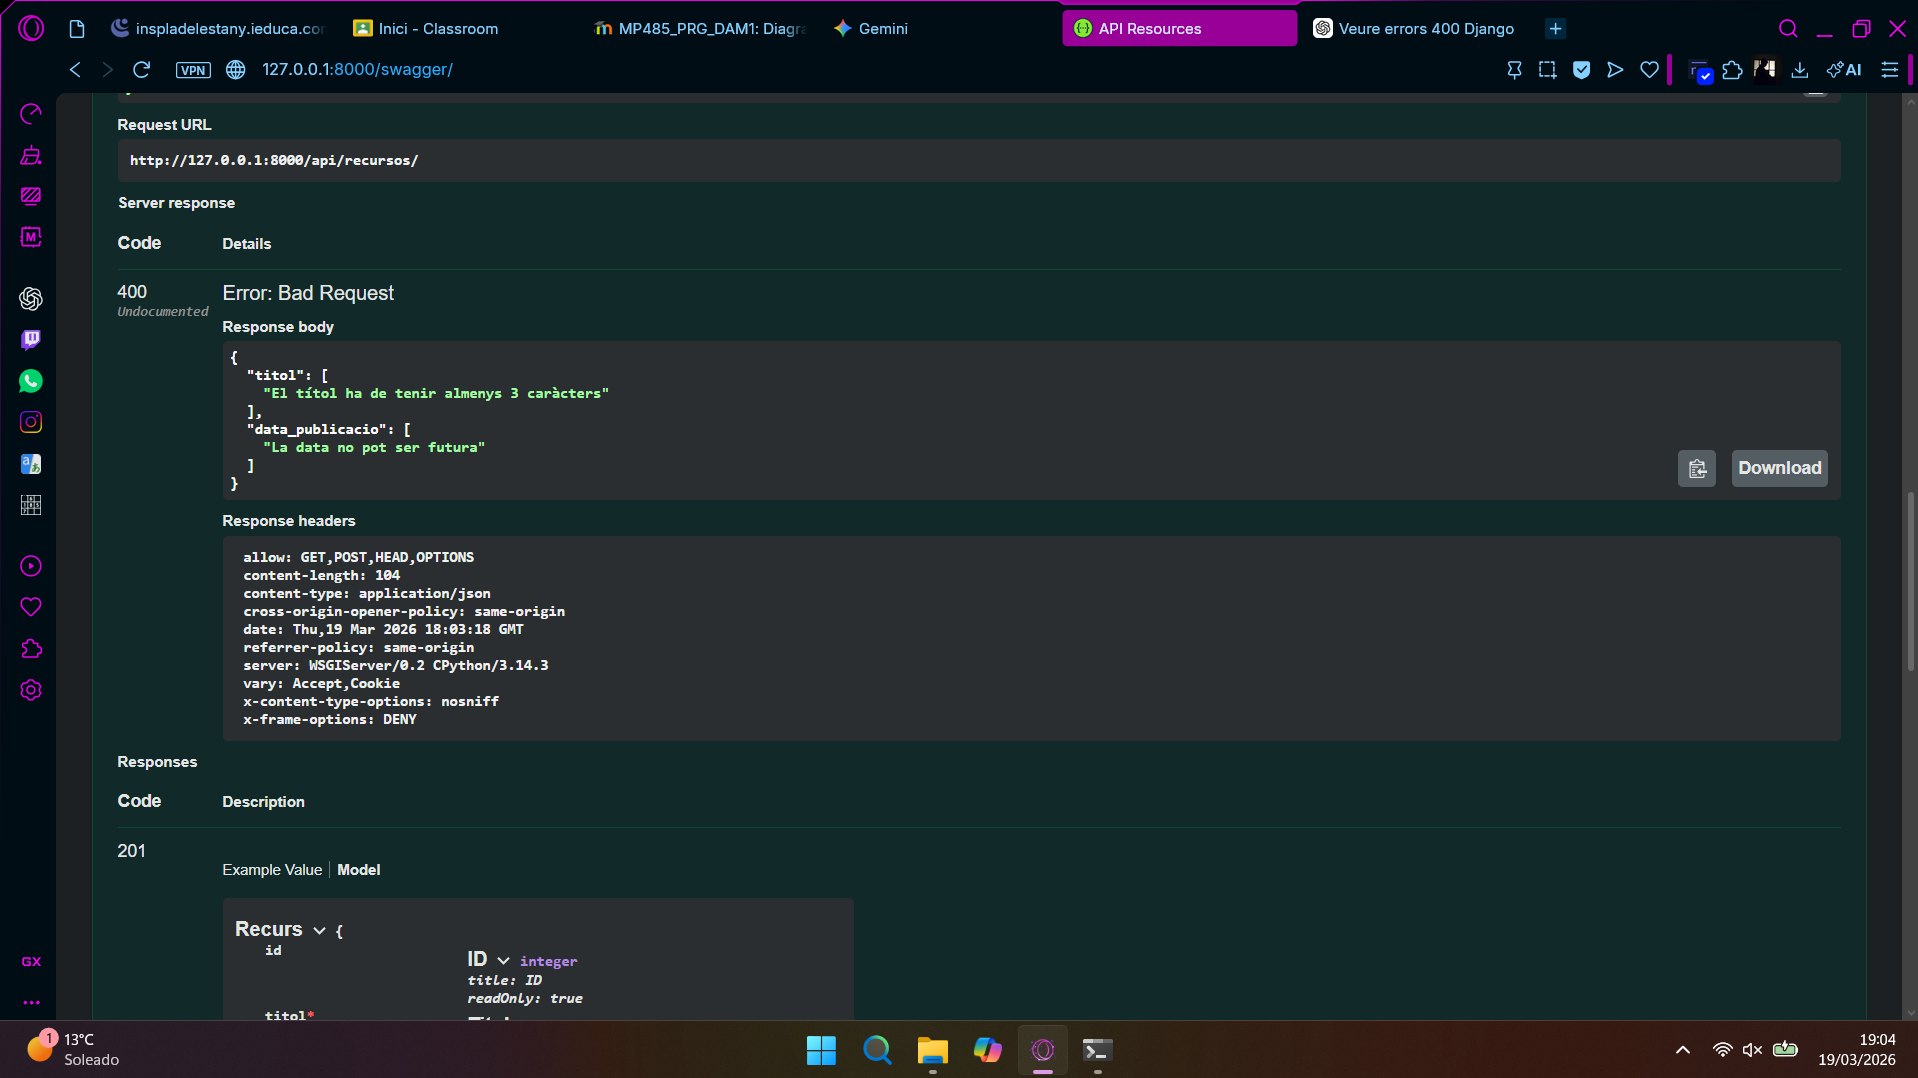 inspladelestany.ieduca.co
Inici - Classroom
MP485_PRG_DAM1: Diagr
Gemini
API Resources
Veure errors 400 Django
VPN
127.0.0.1:8000/swagger/
AI
Request URL
http://127.0.0.1:8000/api/recursos/
Server response
Code
Details
400
Undocumented
Error: Bad Request
Response body
{
"titol": [
"El títol ha de tenir almenys 3 caràcters"
],
"data_publicacio": [
"La data no pot ser futura"
]
}
Download
Response headers
allow: GET,POST,HEAD,OPTIONS
content-length: 104
content-type: application/json
cross-origin-opener-policy: same-origin
date: Thu,19 Mar 2026 18:03:18 GMT
referrer-policy: same-origin
server: WSGIServer/0.2 CPython/3.14.3
vary: Accept,Cookie
x-content-type-options: nosniff
x-frame-options: DENY
Responses
Code
Description
201
Example Value
Model
Recurs
{
id
ID
integer
title: ID
readOnly: true
titol*
GX
1
13°C
Soleado
19:04
19/03/2026